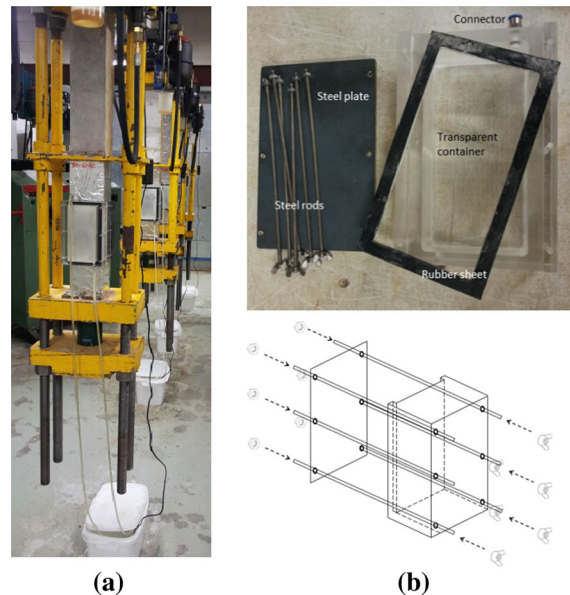 Connector
Steel plate
Transparent
container
Steel rods
Rubber sheet
(a)
(b)